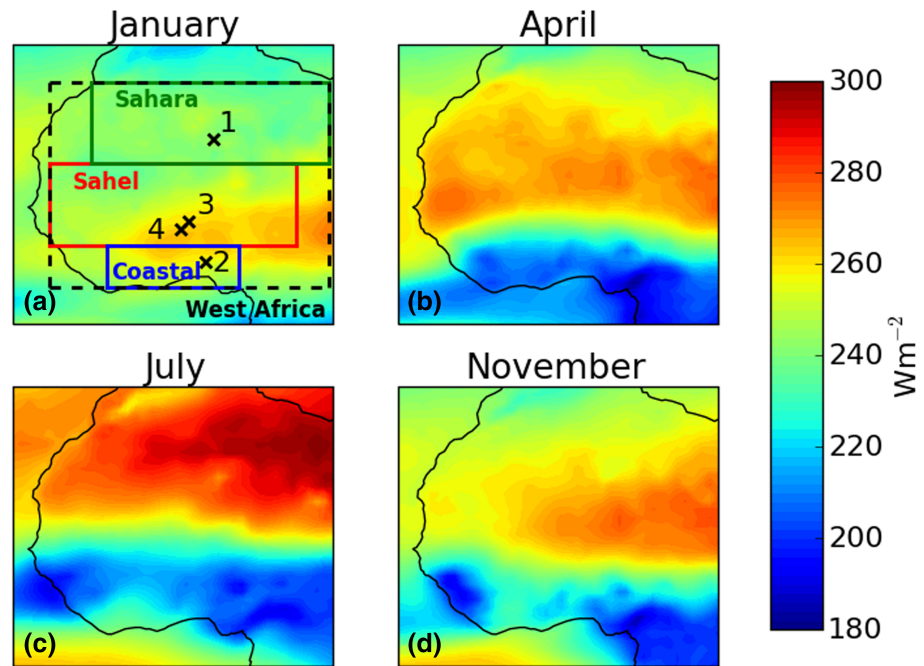 January
April
Sahara
1
Sahel
3
4
Coastal
2
West Africa
(a)
(b)
July
November
(c)
(d)
300
280
260
240
220
200
180
Wm⁻²